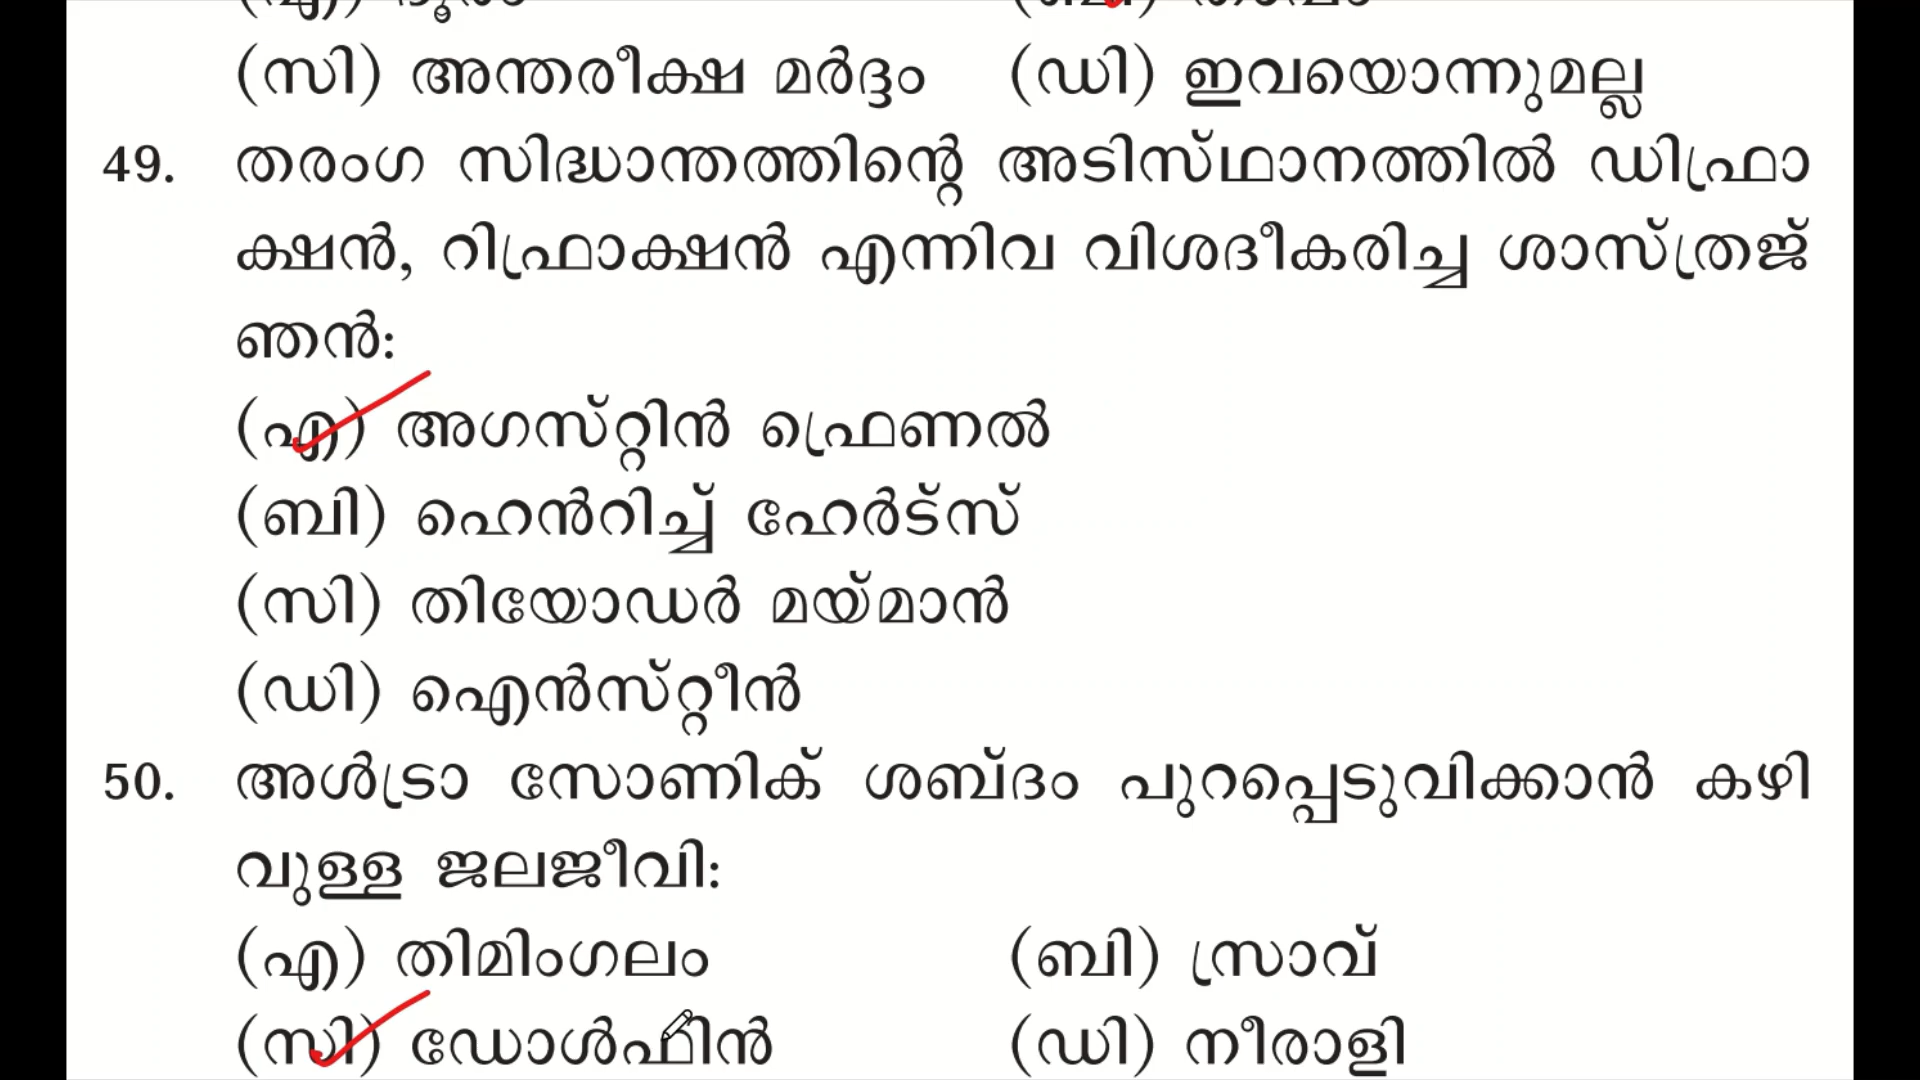 (സി) അന്തരീക്ഷ മർദ്ദം (ഡി) ഇവയൊന്നുമല്ല
49. തരംഗ സിദ്ധാന്തത്തിന്റെ അടിസ്ഥാനത്തിൽ ഡിഫ്രാ
ക്ഷൻ, റിഫ്രാക്ഷൻ എന്നിവ വിശദീകരിച്ച ശാസ്ത്രജ്
ഞൻ:
(എ) അഗസ്റ്റിൻ ഫ്രെണൽ
(ബി) ഹെൻറിച്ച് ഹേർട്സ്
(സി) തിയോഡർ മയ്മാൻ
(ഡി) ഐൻസ്റ്റീൻ
50. അൾട്രാ സോണിക് ശബ്ദം പുറപ്പെടുവിക്കാൻ കഴി
വുള്ള ജലജീവി:
(എ) തിമിംഗലം (ബി) സ്രാവ്
(സി) ഡോൾഫിൻ (ഡി) നീരാളി